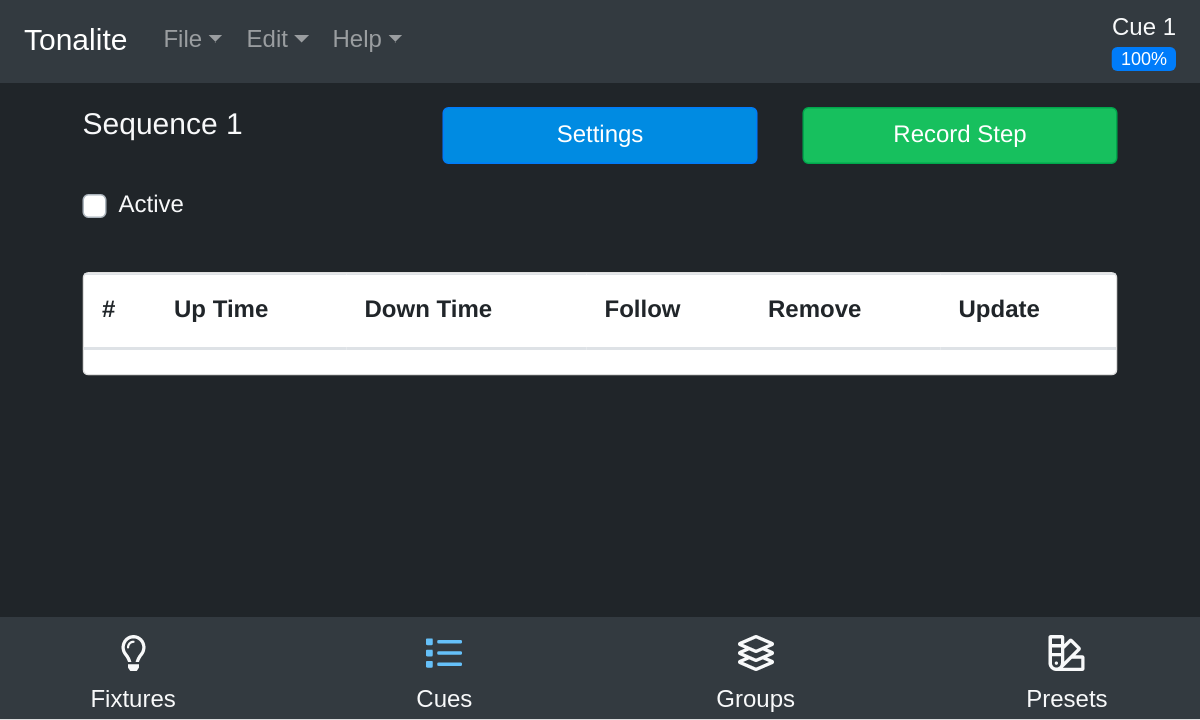 Tonalite File Edit Help Cue 1
100%
Sequence 1 Settings Record Step
Active
# Up Time Down Time Follow Remove Update
Fixtures Cues Groups Presets